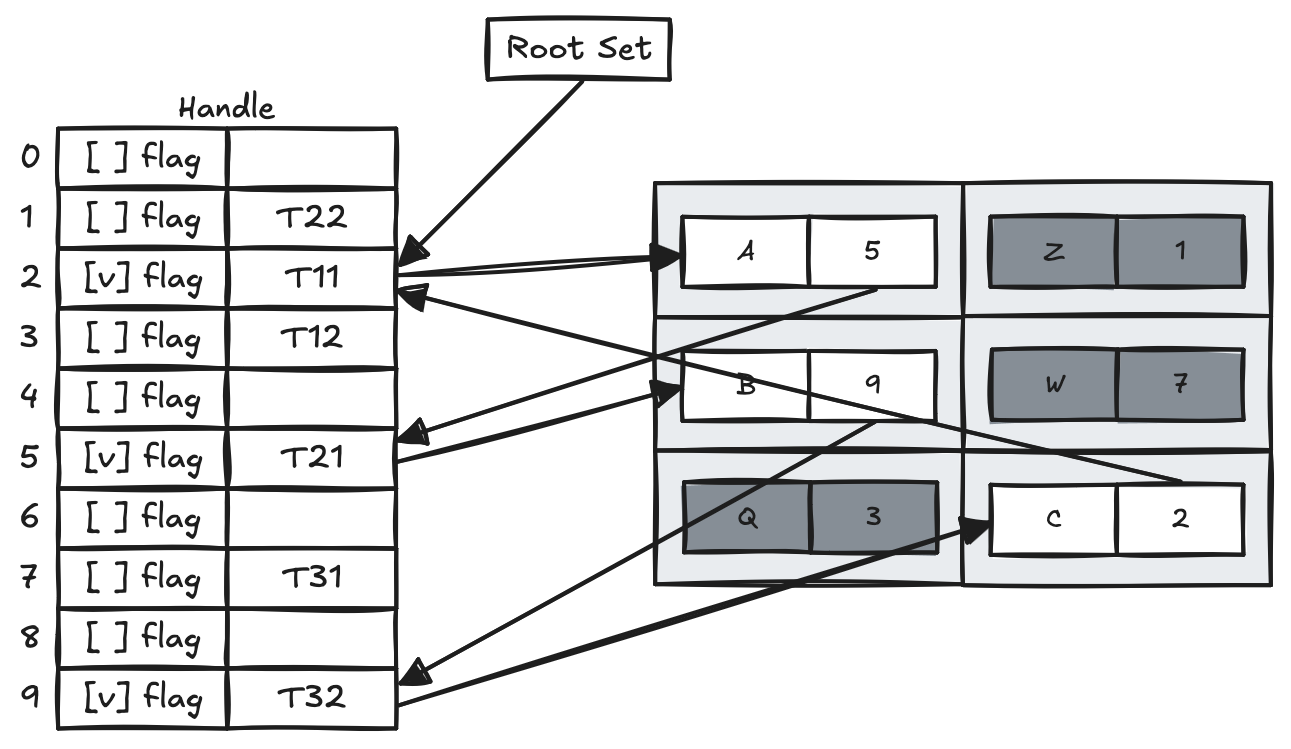 Root Set
Handle
0 [ ] flag
1 [ ] flag T22
2 [v] flag T11
3 [ ] flag T12
4 [ ] flag
5 [v] flag T21
6 [ ] flag
7 [ ] flag T31
8 [ ] flag
9 [v] flag T32
A 5 Z 1
B 9 W 7
Q 3 C 2